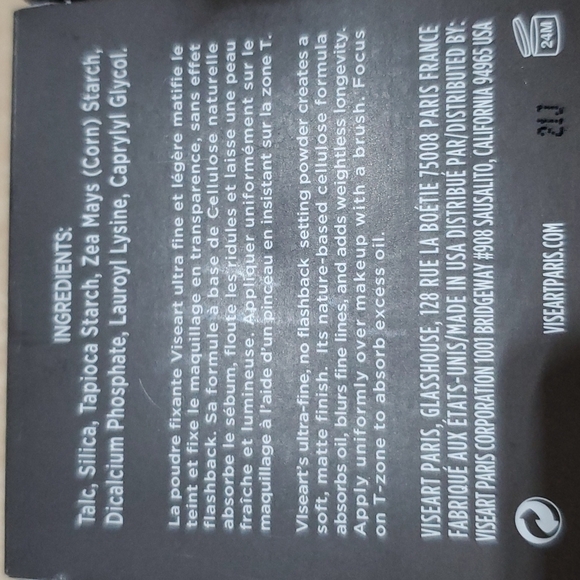 INGREDIENTS:
Talc, Silica, Tapioca Starch, Zea Mays (Corn) Starch,
Dicalcium Phosphate, Lauroyl Lysine, Caprylyl Glycol.
La poudre fixante Viseart ultra fine et légère matifie le
teint et fixe le maquillage en transparence, sans effet
flashback. Sa formule à base de Cellulose naturelle
absorbe le sébum, floute les ridules et laisse une peau
fraîche et lumineuse. Appliquer uniformément sur le
maquillage à l'aide d'un pinceau en insistant sur la zone T.
Viseart's ultra-fine, no flashback setting powder creates a
soft, matte finish. Its nature-based cellulose formula
absorbs oil, blurs fine lines, and adds weightless longevity.
Apply uniformly over makeup with a brush. Focus
on T-zone to absorb excess oil.
VISEART PARIS, GLASSHOUSE, 128 RUE LA BOÉTIE 75008 PARIS FRANCE
FABRIQUÉ AUX ÉTATS-UNIS/MADE IN USA DISTRIBUÉ PAR/DISTRIBUTED BY:
VISEART PARIS CORPORATION 1001 BRIDGEWAY #908 SAUSALITO, CALIFORNIA 94965 USA
VISEARTPARIS.COM
21J
24M